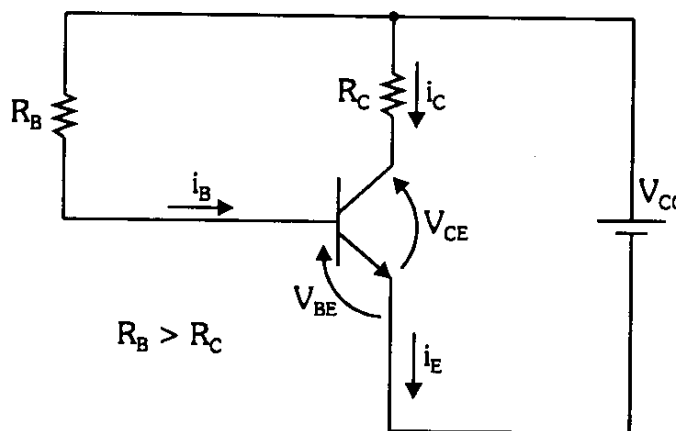 R_B
R_C
i_C
i_B
V_CC
V_CE
V_BE
R_B > R_C
i_E